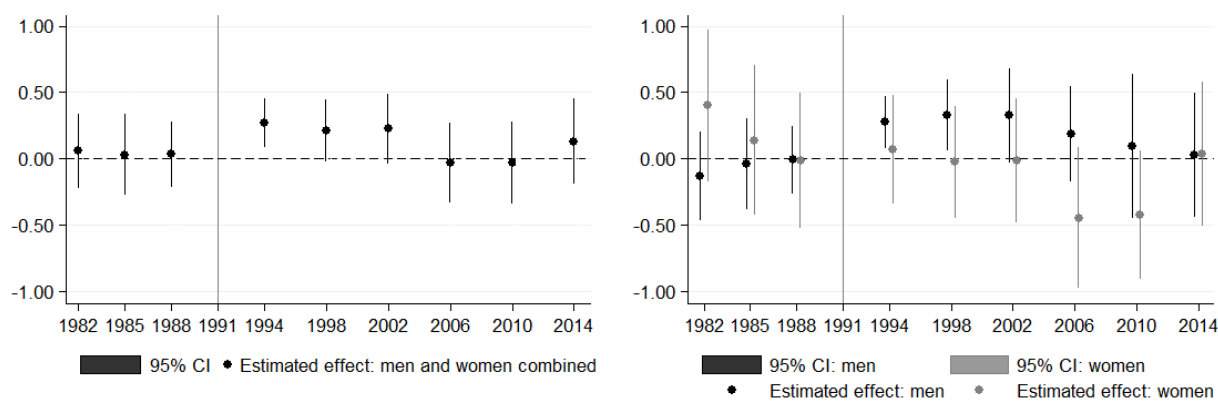 1.00
0.50
0.00
-0.50
-1.00
1982 1985 1988 1991 1994 1998 2002 2006 2010 2014
95% CI Estimated effect: men and women combined
1.00
0.50
0.00
-0.50
-1.00
1982 1985 1988 1991 1994 1998 2002 2006 2010 2014
95% CI: men 95% CI: women
Estimated effect: men Estimated effect: women